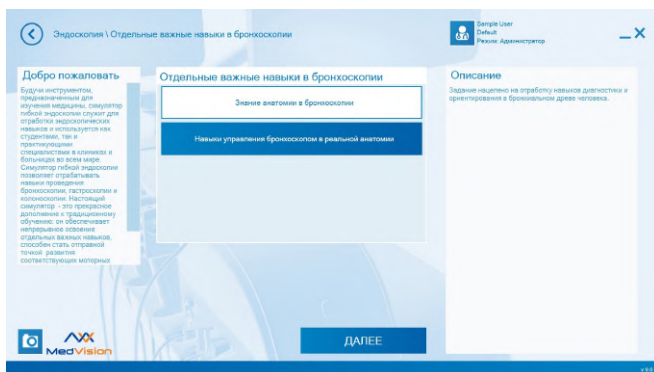 Эндоскопия \ Отдельные важные навыки в бронхоскопии
Sample User
Default
Режим: Администратор
Добро пожаловать
Будучи инструментом,
предназначенным для
изучения медицины, симулятор
гибкой эндоскопии служит для
отработки эндоскопических
навыков и используется как
студентами, так и
практикующими
специалистами в клиниках и
больницах во всем мире.
Симулятор гибкой эндоскопии
позволяет отрабатывать
навыки проведения
бронхоскопии, гастроскопии и
колоноскопии. Настоящий
симулятор - это прекрасное
дополнение к традиционному
обучению: он обеспечивает
непрерывное освоение
отдельных важных навыков,
способен стать отправной
точкой развития
соответствующих моторных
Отдельные важные навыки в бронхоскопии
Знание анатомии в бронхоскопии
Навыки управления бронхоскопом в реальной анатомии
Описание
Задание нацелено на отработку навыков диагностики и
ориентирования в бронхиальном древе человека.
MedVision
ДАЛЕЕ
v 9.0